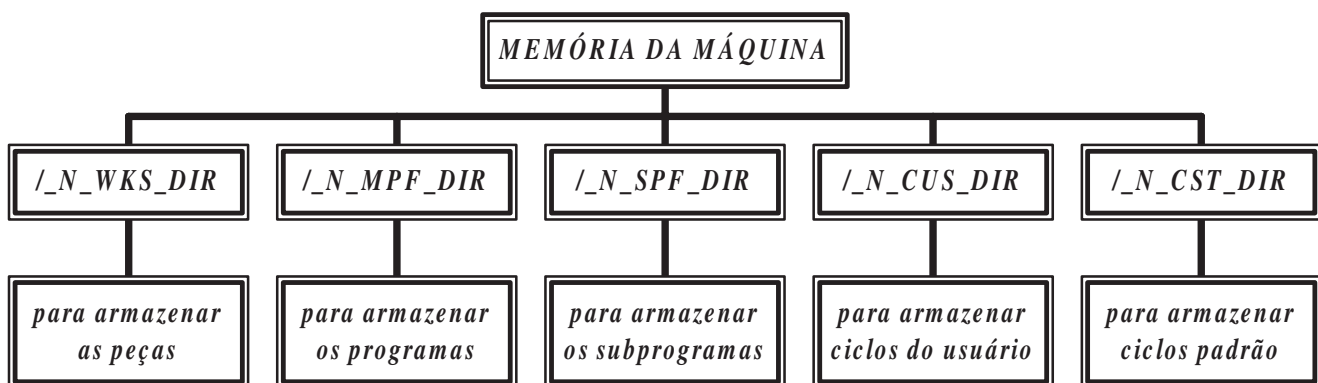 MEMÓRIA DA MÁQUINA
/_N_WKS_DIR
/_N_MPF_DIR
/_N_SPF_DIR
/_N_CUS_DIR
/_N_CST_DIR
para armazenar
as peças
para armazenar
os programas
para armazenar
os subprogramas
para armazenar
ciclos do usuário
para armazenar
ciclos padrão